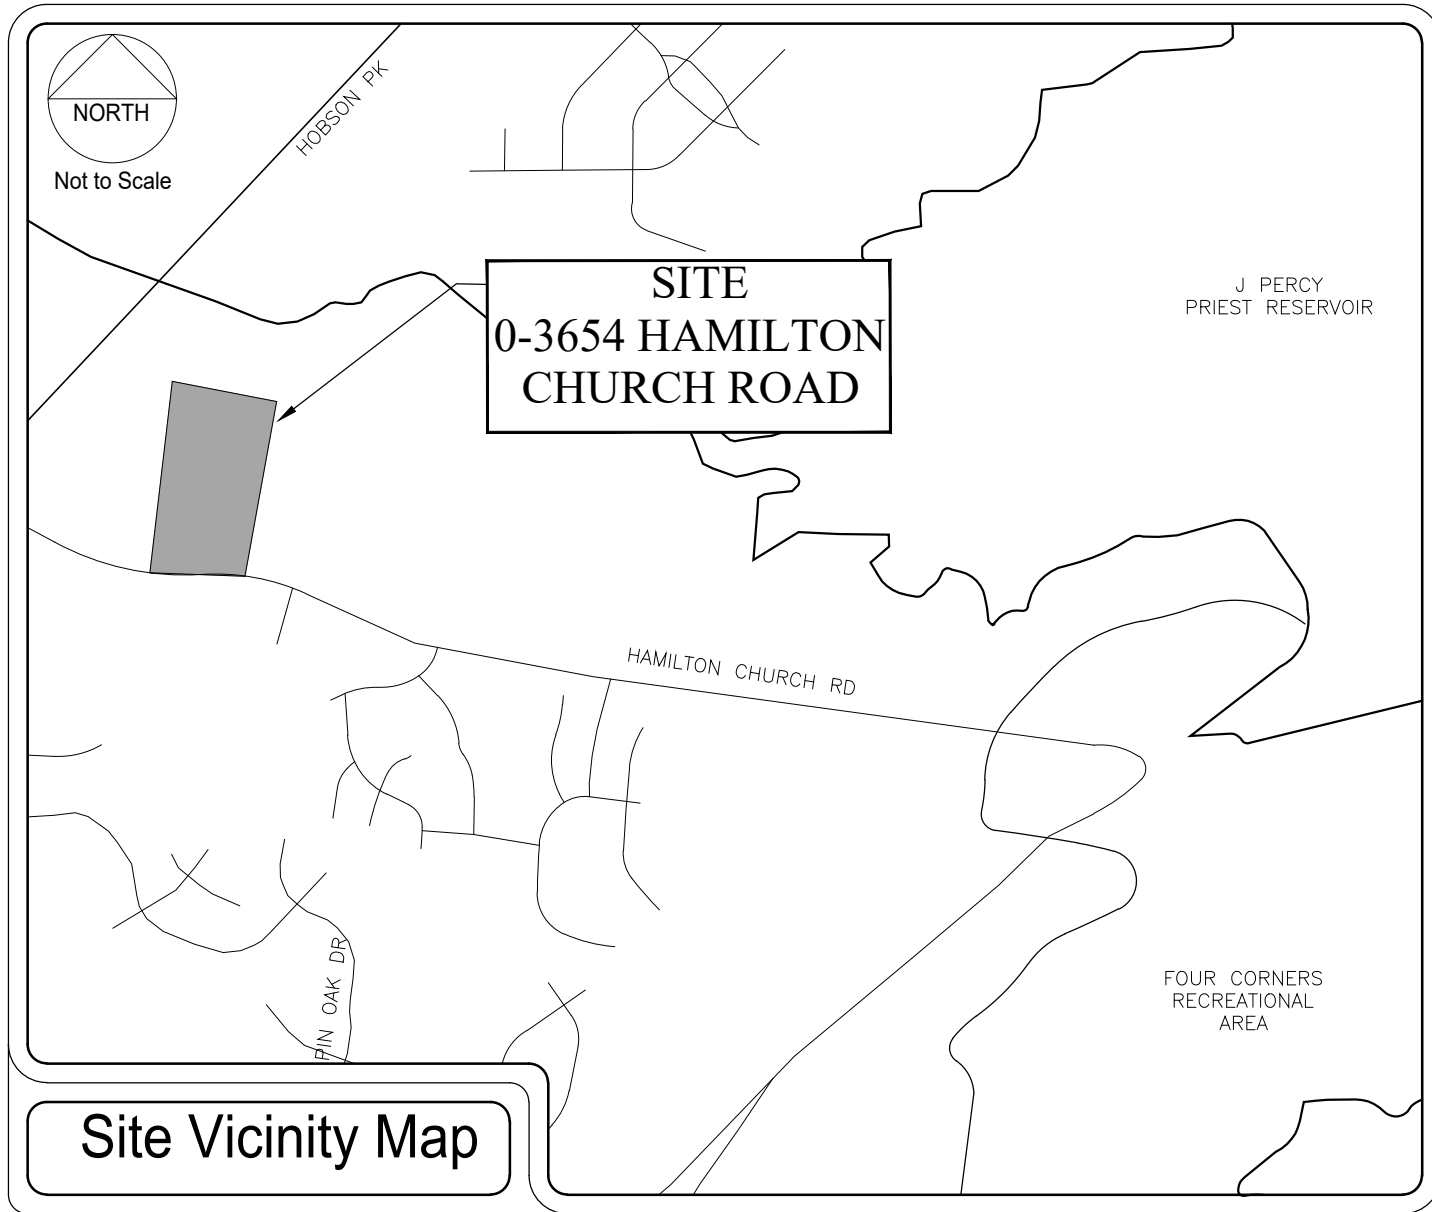 NORTH
Not to Scale
HOBSON PK
SITE
0-3654 HAMILTON
CHURCH ROAD
J PERCY
PRIEST RESERVOIR
HAMILTON CHURCH RD
PIN OAK DR
FOUR CORNERS
RECREATIONAL
AREA
Site Vicinity Map